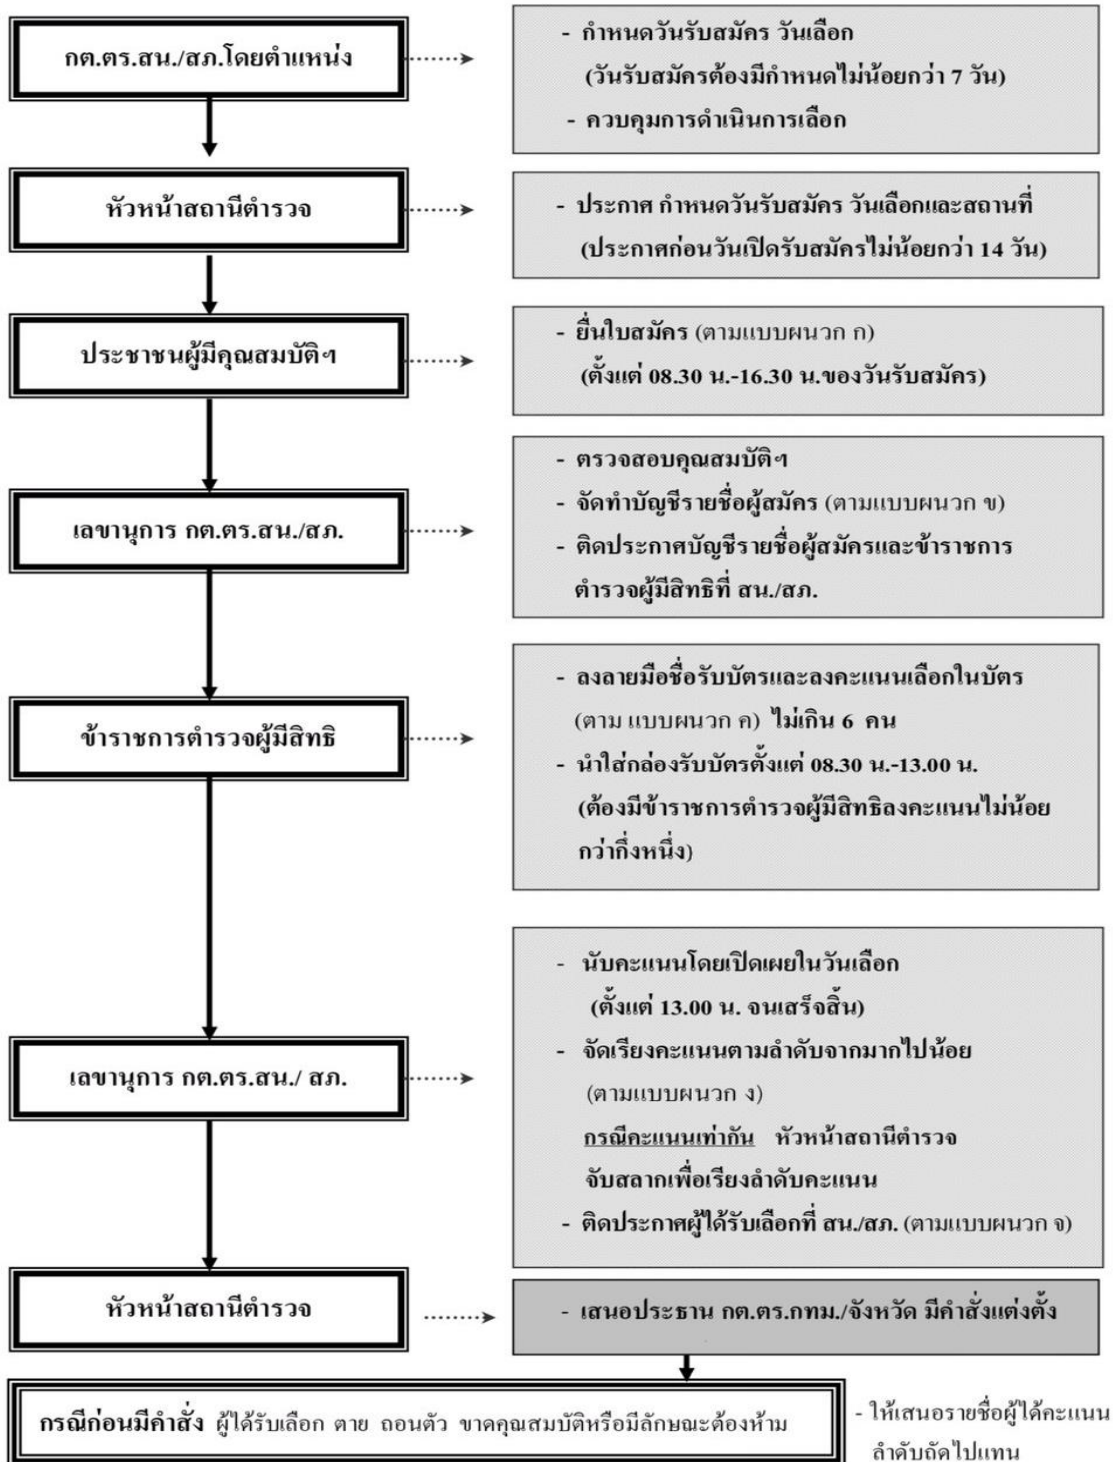 กต.ตร.สน./สภ.โดยตำแหน่ง
- กำหนดวันรับสมัคร วันเลือก
(วันรับสมัครต้องมีกำหนดไม่น้อยกว่า 7 วัน)
- ควบคุมการดำเนินการเลือก
หัวหน้าสถานีตำรวจ
- ประกาศ กำหนดวันรับสมัคร วันเลือกและสถานที่
(ประกาศก่อนวันเปิดรับสมัครไม่น้อยกว่า 14 วัน)
ประชาชนผู้มีคุณสมบัติฯ
- ยื่นใบสมัคร (ตามแบบผนวก ก)
(ตั้งแต่ 08.30 น.-16.30 น.ของวันรับสมัคร)
เลขานุการ กต.ตร.สน./สภ.
- ตรวจสอบคุณสมบัติฯ
- จัดทำบัญชีรายชื่อผู้สมัคร (ตามแบบผนวก ข)
- ติดประกาศบัญชีรายชื่อผู้สมัครและข้าราชการ
ตำรวจผู้มีสิทธิที่ สน./สภ.
ข้าราชการตำรวจผู้มีสิทธิ
- ลงลายมือชื่อรับบัตรและลงคะแนนเลือกในบัตร
(ตาม แบบผนวก ค) ไม่เกิน 6 คน
- นำใส่กล่องรับบัตรตั้งแต่ 08.30 น.-13.00 น.
(ต้องมีข้าราชการตำรวจผู้มีสิทธิลงคะแนนไม่น้อย
กว่ากึ่งหนึ่ง)
เลขานุการ กต.ตร.สน./ สภ.
- นับคะแนนโดยเปิดเผยในวันเลือก
(ตั้งแต่ 13.00 น. จนเสร็จสิ้น)
- จัดเรียงคะแนนตามลำดับจากมากไปน้อย
(ตามแบบผนวก ง)
กรณีคะแนนเท่ากัน หัวหน้าสถานีตำรวจ
จับสลากเพื่อเรียงลำดับคะแนน
- ติดประกาศผู้ได้รับเลือกที่ สน./สภ. (ตามแบบผนวก จ)
หัวหน้าสถานีตำรวจ
- เสนอประธาน กต.ตร.กทม./จังหวัด มีคำสั่งแต่งตั้ง
กรณีก่อนมีคำสั่ง ผู้ได้รับเลือก ตาย ถอนตัว ขาดคุณสมบัติหรือมีลักษณะต้องห้าม
- ให้เสนอรายชื่อผู้ได้คะแนน
ลำดับถัดไปแทน